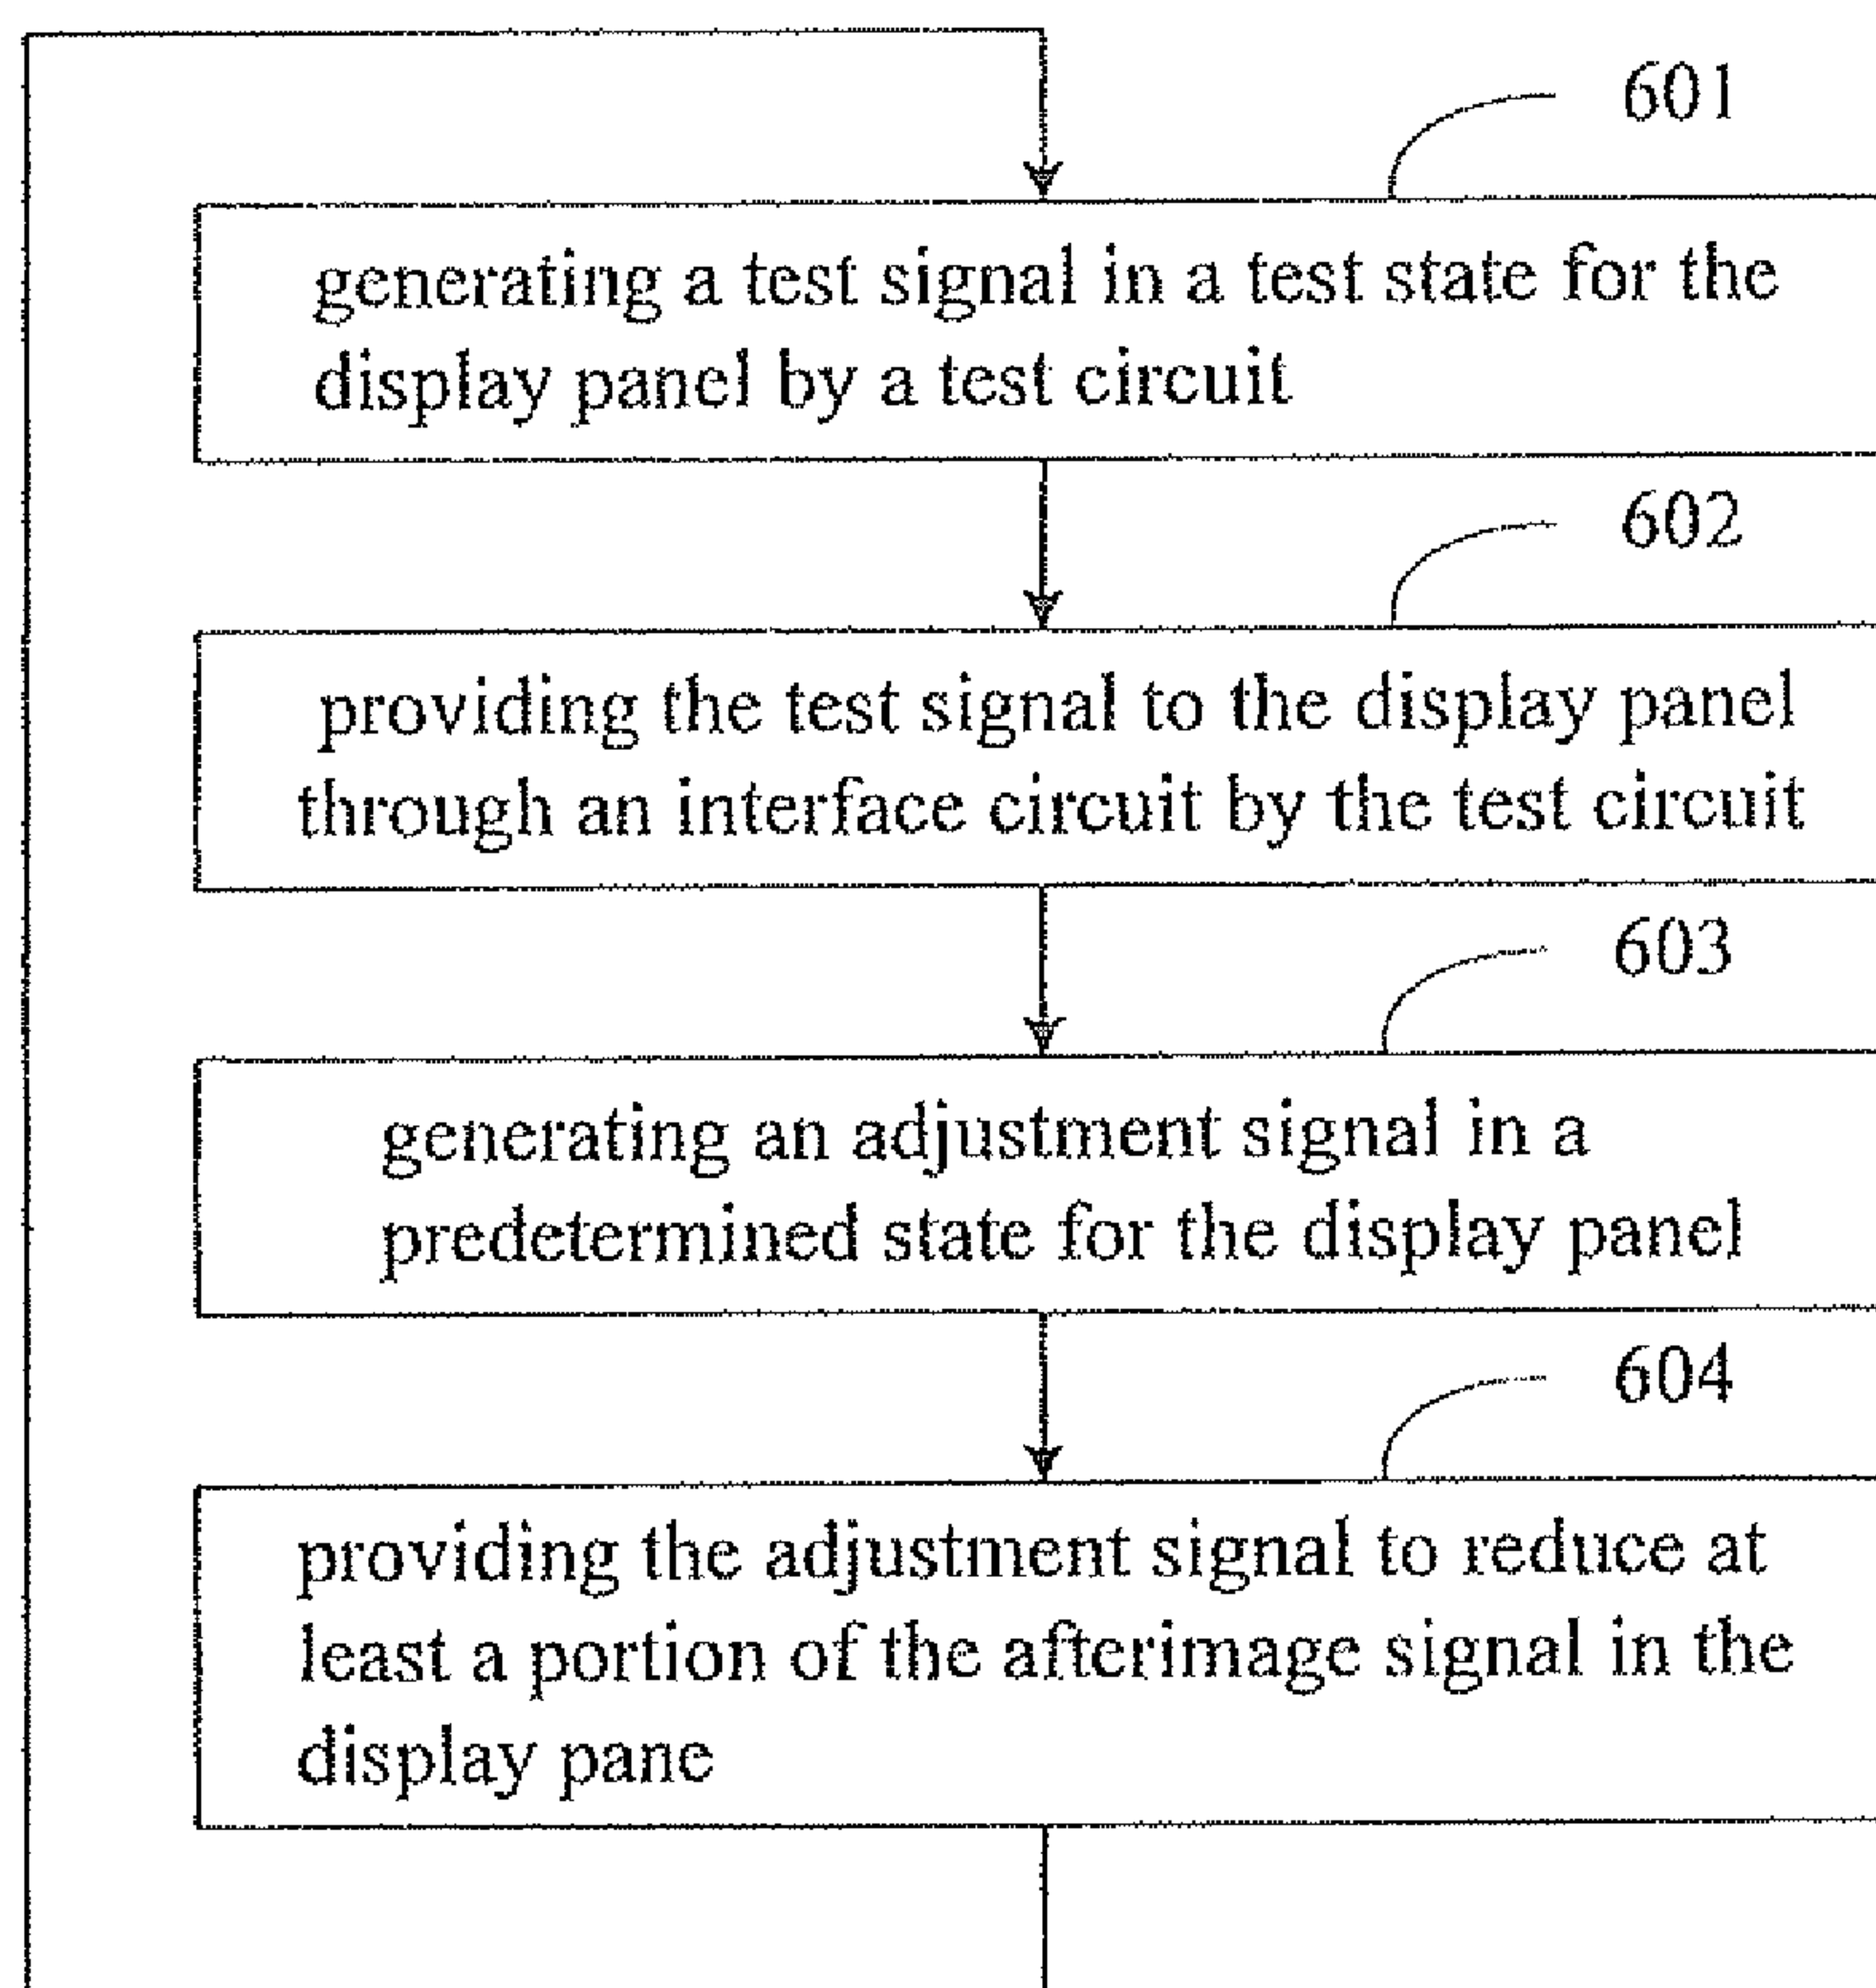 601
generating a test signal in a test state for the
display panel by a test circuit
602
providing the test signal to the display panel
through an interface circuit by the test circuit
603
generating an adjustment signal in a
predetermined state for the display panel
604
providing the adjustment signal to reduce at
least a portion of the afterimage signal in the
display pane